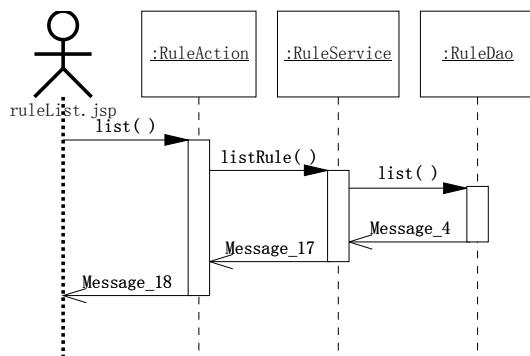 :RuleAction
:RuleService
:RuleDao
ruleList.jsp
list( )
listRule( )
list( )
Message_4
Message_17
Message_18